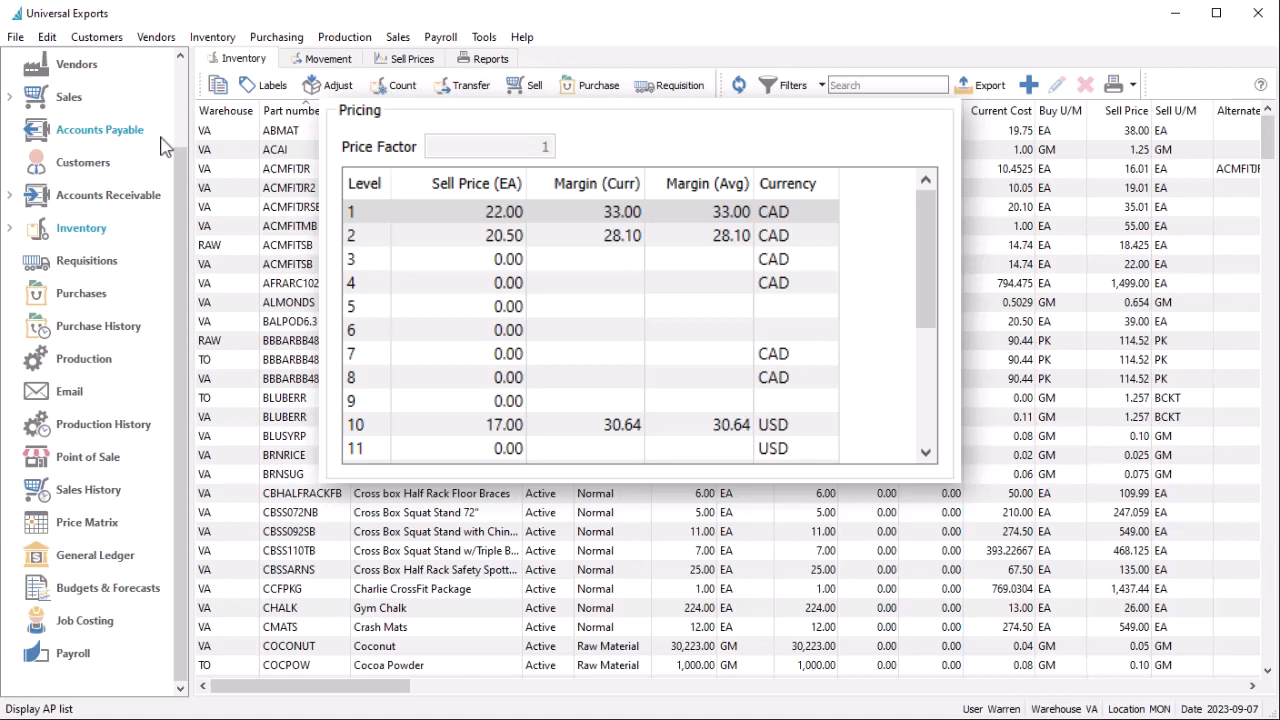 Universal Exports
File Edit Customers Vendors Inventory Purchasing Production Sales Payroll Tools Help
Vendors
Sales
Accounts Payable
Customers
Accounts Receivable
Inventory
Requisitions
Purchases
Purchase History
Production
Email
Production History
Point of Sale
Sales History
Price Matrix
General Ledger
Budgets & Forecasts
Job Costing
Payroll
Inventory Movement Sell Prices Reports
Labels Adjust Count Transfer Sell Purchase Requisition Filters Search Export
Warehouse Part number Current Cost Buy U/M Sell Price Sell U/M Alternate
VA ABMAT 19.75 EA 38.00 EA
VA ACAI 1.00 GM 1.25 GM
VA ACMFITJR 10.4525 EA 16.01 EA ACMFITJR
VA ACMFITJR2 10.05 EA 19.01 EA
VA ACMFITJRSE 20.10 EA 35.01 EA
VA ACMFITMB 1.00 EA 55.00 EA
RAW ACMFITSB 14.74 EA 18.425 EA
VA ACMFITSB 14.74 EA 22.00 EA
VA AFRARC102 794.475 EA 1,499.00 EA
VA ALMONDS 0.5029 GM 0.654 GM
VA BALPOD6.3 20.50 EA 39.00 EA
RAW BBBARBB48 90.44 PK 114.52 PK
TO BBBARBB48 90.44 PK 114.52 PK
VA BBBARBB48 90.44 PK 114.52 PK
TO BLUBERR 0.00 GM 1.257 BCKT
VA BLUBERR 0.11 GM 1.257 BCKT
VA BLUSYRP 0.08 GM 0.10 GM
VA BRNRICE 0.02 GM 0.025 GM
VA BRNSUG 0.06 GM 0.075 GM
VA CBHALFRACKFB Cross box Half Rack Floor Braces Active Normal 6.00 EA 6.00 0.00 0.00 50.00 EA 109.99 EA
VA CBSS072NB Cross Box Squat Stand 72" Active Normal 5.00 EA 5.00 0.00 0.00 210.00 EA 247.059 EA
VA CBSS092SB Cross Box Squat Stand with Chin... Active Normal 11.00 EA 11.00 0.00 0.00 274.50 EA 549.00 EA
VA CBSS110TB Cross Box Squat Stand w/Triple B... Active Normal 7.00 EA 7.00 0.00 0.00 393.22667 EA 468.125 EA
VA CBSSARNS Cross Box Half Rack Safety Spott... Active Normal 25.00 EA 25.00 0.00 0.00 67.50 EA 135.00 EA
VA CCFPKG Charlie CrossFit Package Active Normal 1.00 EA 1.00 0.00 0.00 769.0304 EA 1,437.44 EA
VA CHALK Gym Chalk Active Normal 224.00 EA 224.00 0.00 0.00 13.00 EA 26.00 EA
VA CMATS Crash Mats Active Normal 12.00 EA 12.00 0.00 0.00 274.50 EA 549.00 EA
VA COCONUT Coconut Active Raw Material 30,223.00 GM 30,223.00 0.00 0.00 0.04 GM 0.05 GM
TO COCPOW Cocoa Powder Active Raw Material 1,000.00 GM 1,000.00 0.00 0.00 0.08 GM 0.10 GM
Pricing
Price Factor 1
Level Sell Price (EA) Margin (Curr) Margin (Avg) Currency
1 22.00 33.00 33.00 CAD
2 20.50 28.10 28.10 CAD
3 0.00 CAD
4 0.00 CAD
5 0.00
6 0.00
7 0.00 CAD
8 0.00 CAD
9 0.00
10 17.00 30.64 30.64 USD
11 0.00 USD
Display AP list User Warren Warehouse VA Location MON Date 2023-09-07